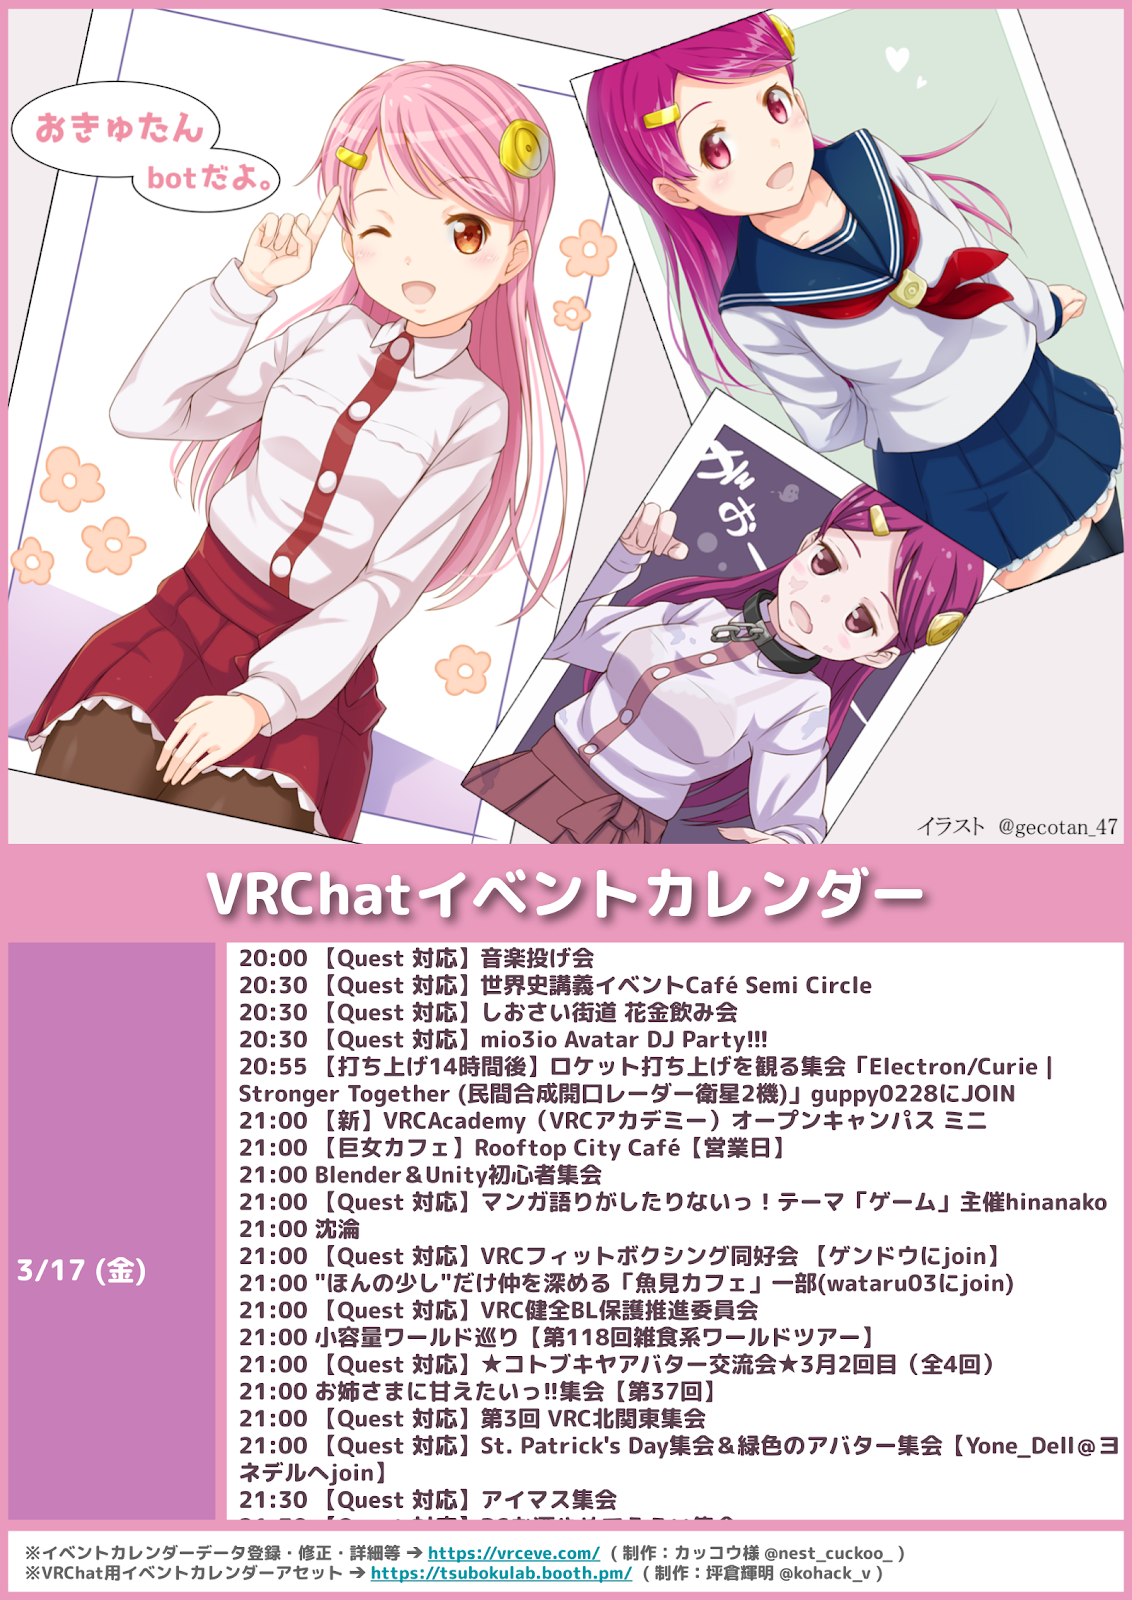 おきゅたん
botだよ。
がおー
イラスト @gecotan_47
VRChatイベントカレンダー
3/17 (金)
20:00 【Quest 対応】音楽投げ会
20:30 【Quest 対応】世界史講義イベントCafé Semi Circle
20:30 【Quest 対応】しおさい街道 花金飲み会
20:30 【Quest 対応】mio3io Avatar DJ Party!!!
20:55 【打ち上げ14時間後】ロケット打ち上げを観る集会「Electron/Curie |
Stronger Together (民間合成開口レーダー衛星2機)」guppy0228にJOIN
21:00 【新】VRCAcademy（VRCアカデミー）オープンキャンパス ミニ
21:00 【巨女カフェ】Rooftop City Café【営業日】
21:00 Blender＆Unity初心者集会
21:00 【Quest 対応】マンガ語りがしたりないっ！テーマ「ゲーム」主催hinanako
21:00 沈淪
21:00 【Quest 対応】VRCフィットボクシング同好会 【ゲンドウにjoin】
21:00 "ほんの少し"だけ仲を深める「魚見カフェ」一部(wataru03にjoin)
21:00 【Quest 対応】VRC健全BL保護推進委員会
21:00 小容量ワールド巡り【第118回雑食系ワールドツアー】
21:00 【Quest 対応】★コトブキヤアバター交流会★3月2回目（全4回）
21:00 お姉さまに甘えたいっ!!集会【第37回】
21:00 【Quest 対応】第3回 VRC北関東集会
21:00 【Quest 対応】St. Patrick's Day集会＆緑色のアバター集会【Yone_Dell@ヨ
ネデルへjoin】
21:30 【Quest 対応】アイマス集会
※イベントカレンダーデータ登録・修正・詳細等 ➔ https://vrceve.com/ ( 制作：カッコウ様 @nest_cuckoo_ )
※VRChat用イベントカレンダーアセット ➔ https://tsubokulab.booth.pm/ ( 制作：坪倉輝明 @kohack_v )